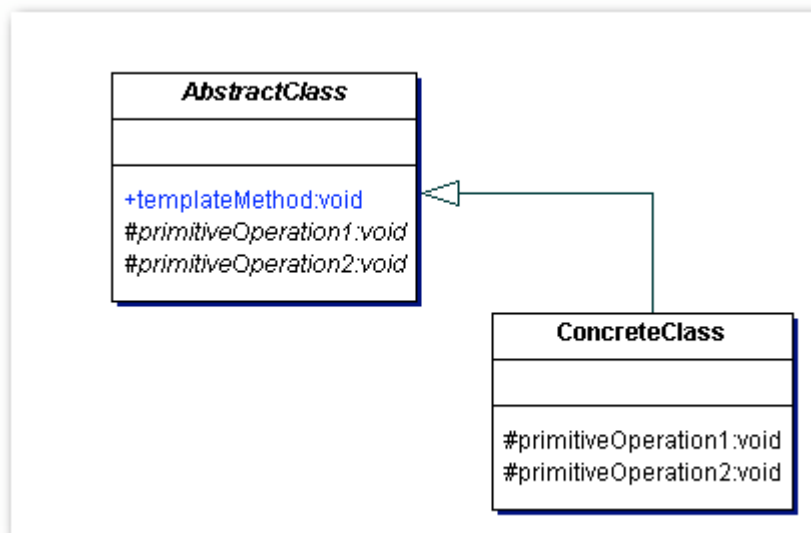 AbstractClass
+templateMethod:void
#primitiveOperation1:void
#primitiveOperation2:void
ConcreteClass
#primitiveOperation1:void
#primitiveOperation2:void